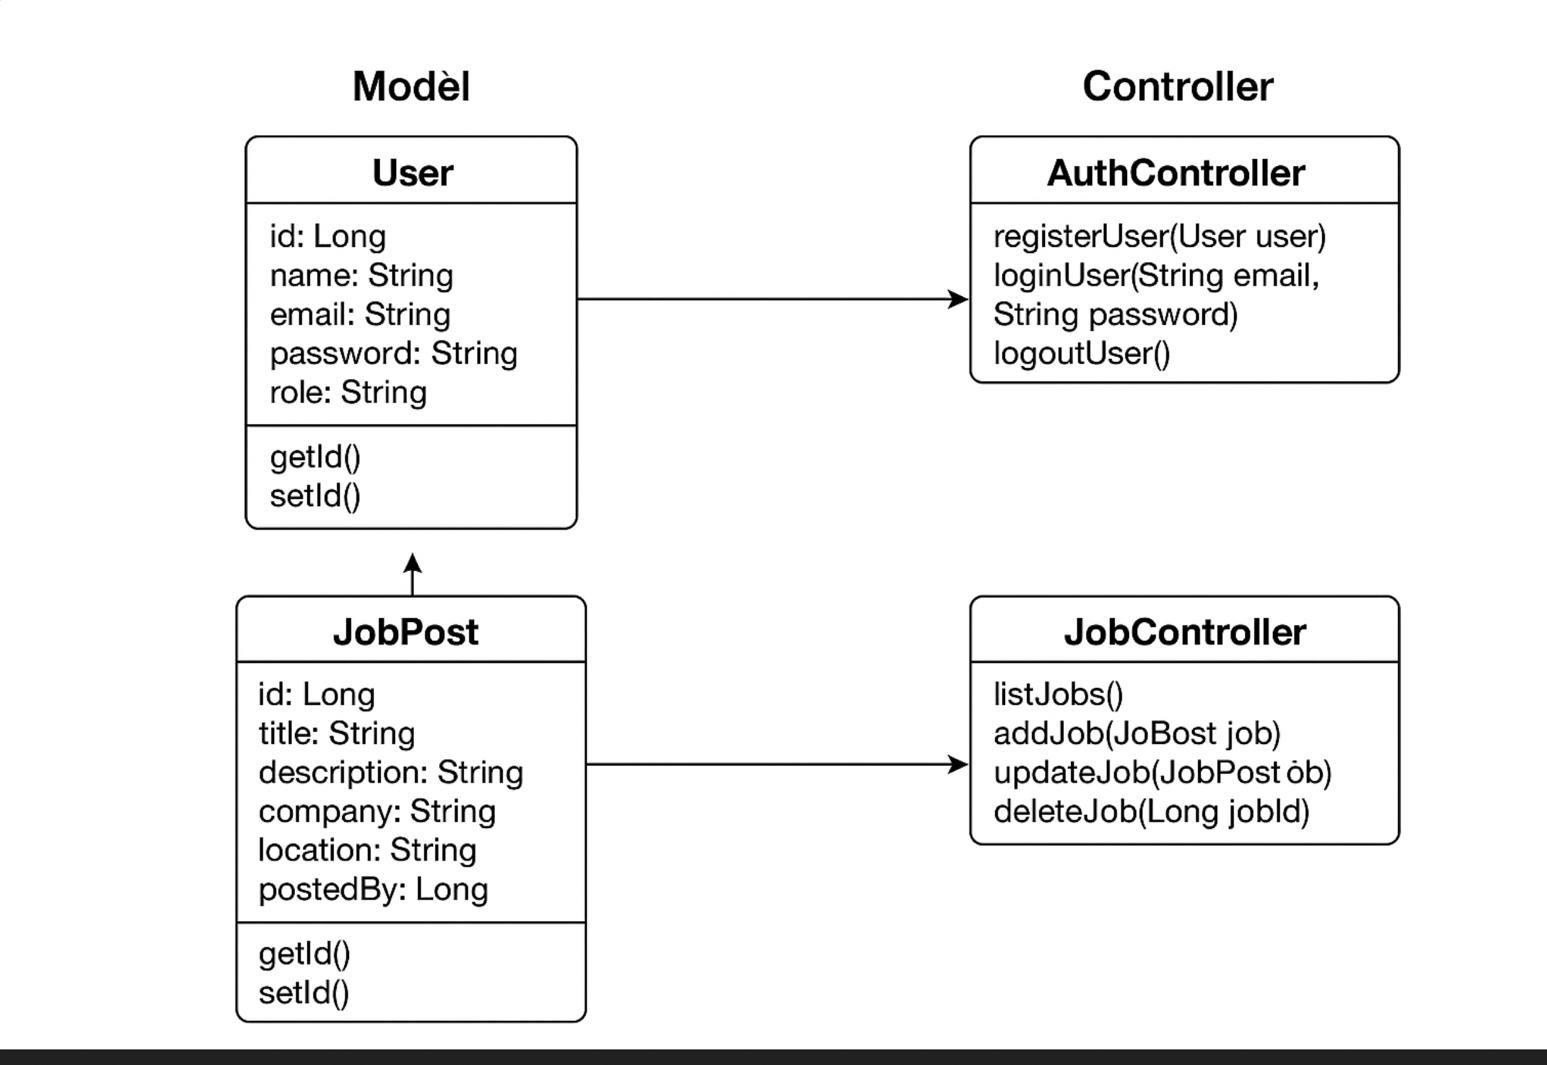 Modèl
User
id: Long
name: String
email: String
password: String
role: String
getId()
setId()
JobPost
id: Long
title: String
description: String
company: String
location: String
postedBy: Long
getId()
setId()
Controller
AuthController
registerUser(User user)
loginUser(String email,
String password)
logoutUser()
JobController
listJobs()
addJob(JoBost job)
updateJob(JobPost ȯb)
deleteJob(Long jobId)